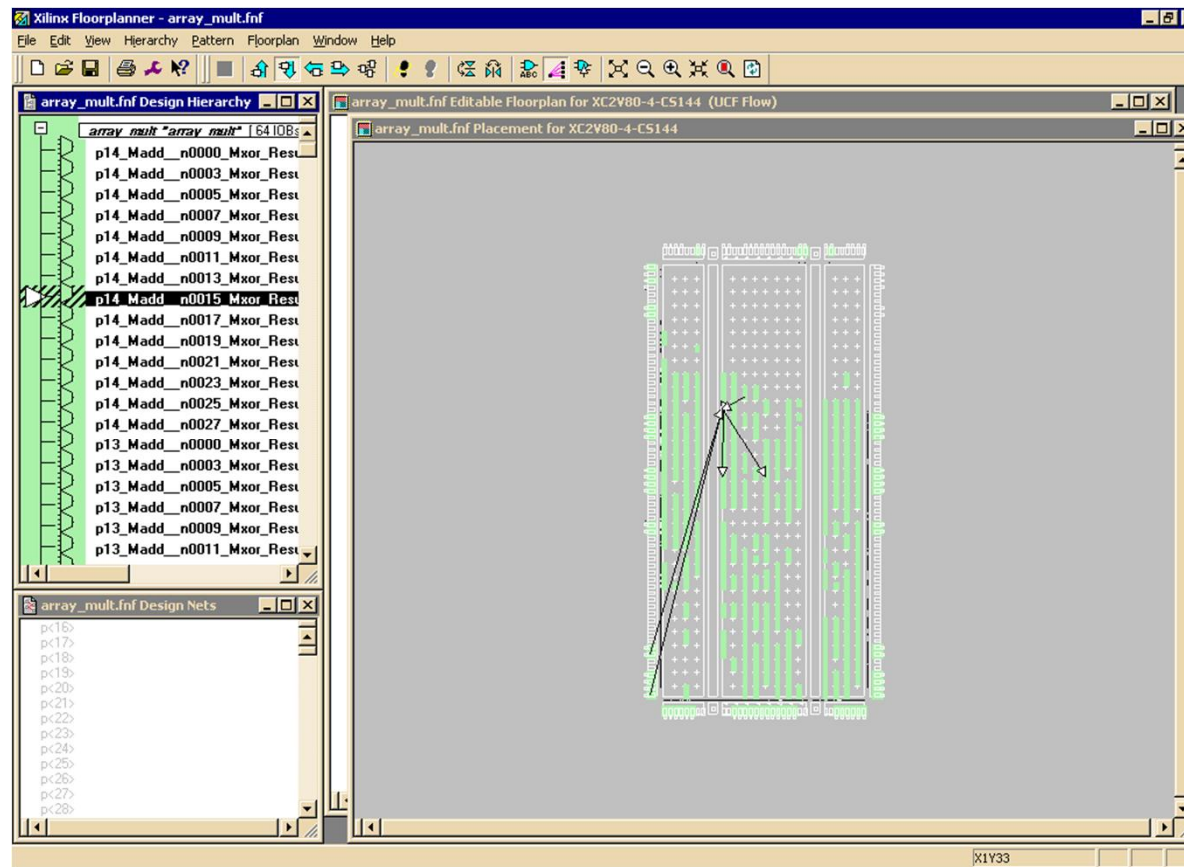 Xilinx Floorplanner - array_mult.fnf
File Edit View Hierarchy Pattern Floorplan Window Help
ABC
array_mult.fnf Design Hierarchy
array_mult "array_mult" [ 64 IOBs
p14_Madd__n0000_Mxor_Resu
p14_Madd__n0003_Mxor_Resu
p14_Madd__n0005_Mxor_Resu
p14_Madd__n0007_Mxor_Resu
p14_Madd__n0009_Mxor_Resu
p14_Madd__n0011_Mxor_Resu
p14_Madd__n0013_Mxor_Resu
p14_Madd__n0015_Mxor_Resu
p14_Madd__n0017_Mxor_Resu
p14_Madd__n0019_Mxor_Resu
p14_Madd__n0021_Mxor_Resu
p14_Madd__n0023_Mxor_Resu
p14_Madd__n0025_Mxor_Resu
p14_Madd__n0027_Mxor_Resu
p13_Madd__n0000_Mxor_Resu
p13_Madd__n0003_Mxor_Resu
p13_Madd__n0005_Mxor_Resu
p13_Madd__n0007_Mxor_Resu
p13_Madd__n0009_Mxor_Resu
p13_Madd__n0011_Mxor_Resu
array_mult.fnf Design Nets
p<16>
p<17>
p<18>
p<19>
p<20>
p<21>
p<22>
p<23>
p<24>
p<25>
p<26>
p<27>
p<28>
array_mult.fnf Editable Floorplan for XC2V80-4-CS144 (UCF Flow)
array_mult.fnf Placement for XC2V80-4-CS144
X1Y33